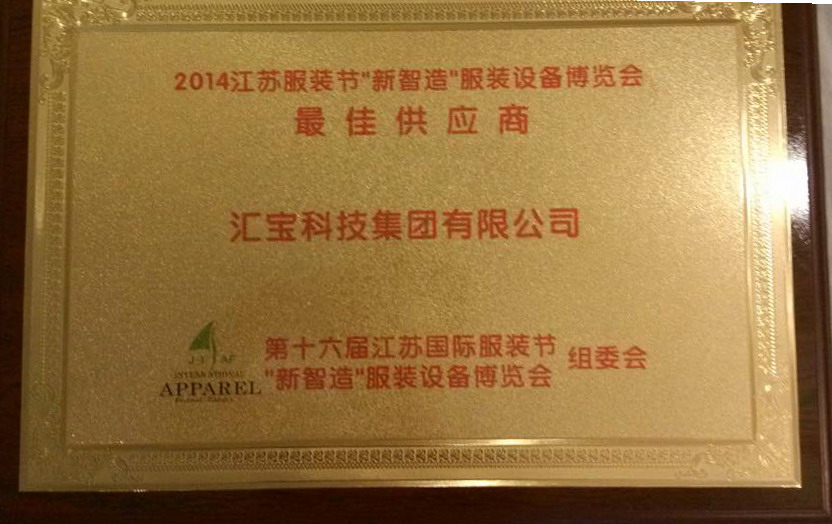 2014江苏服装节"新智造"服装设备博览会
最佳供应商
汇宝科技集团有限公司
J I AF
INTERNATIONAL
APPAREL
第十六届江苏国际服装节
"新智造"服装设备博览会
组委会